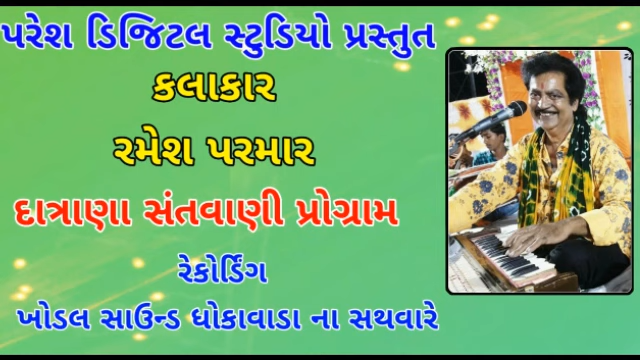 પરેશ ડિજિટલ સ્ટુડિયો પ્રસ્તુત
કલાકાર
રમેશ પરમાર
દાત્રાણા સંતવાણી પ્રોગ્રામ
રેકોર્ડિંગ
ખોડલ સાઉન્ડ ધોકાવાડા ના સથવારે